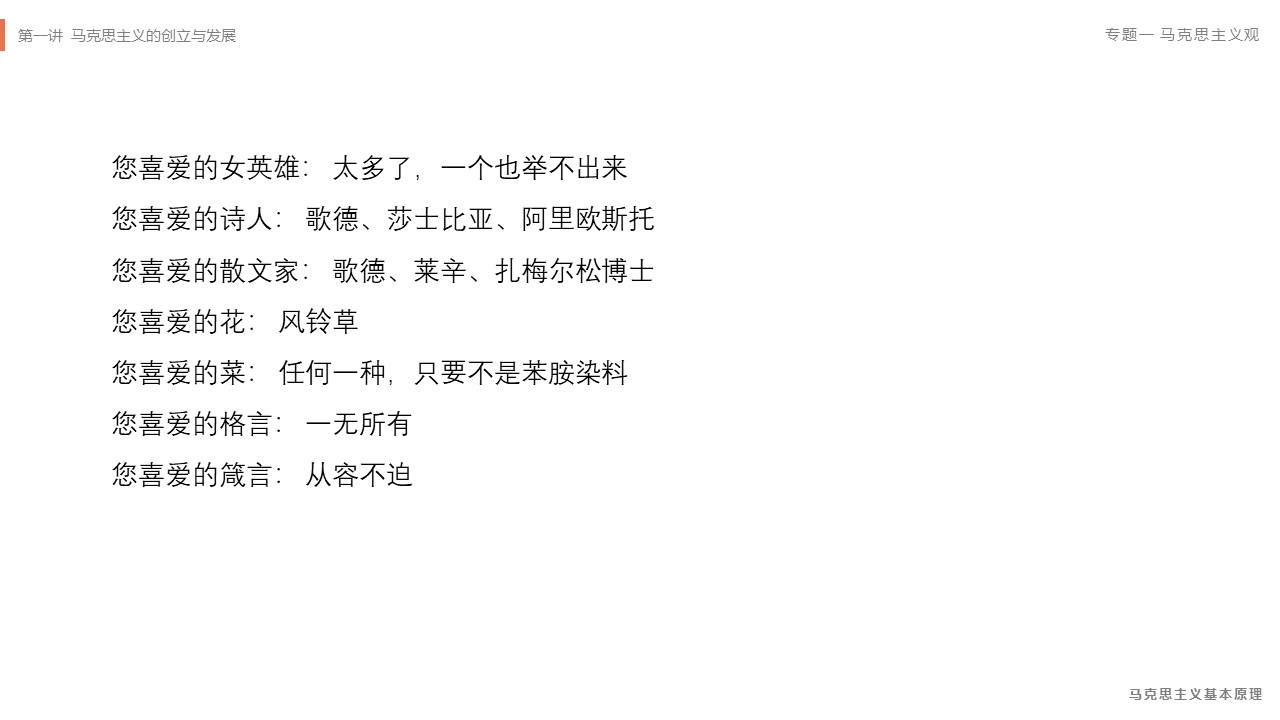 第一讲 马克思主义的创立与发展
专题一 马克思主义观
您喜爱的女英雄： 太多了，一个也举不出来
您喜爱的诗人： 歌德、莎士比亚、阿里欧斯托
您喜爱的散文家： 歌德、莱辛、扎梅尔松博士
您喜爱的花： 风铃草
您喜爱的菜： 任何一种，只要不是苯胺染料
您喜爱的格言： 一无所有
您喜爱的箴言： 从容不迫
马克思主义基本原理